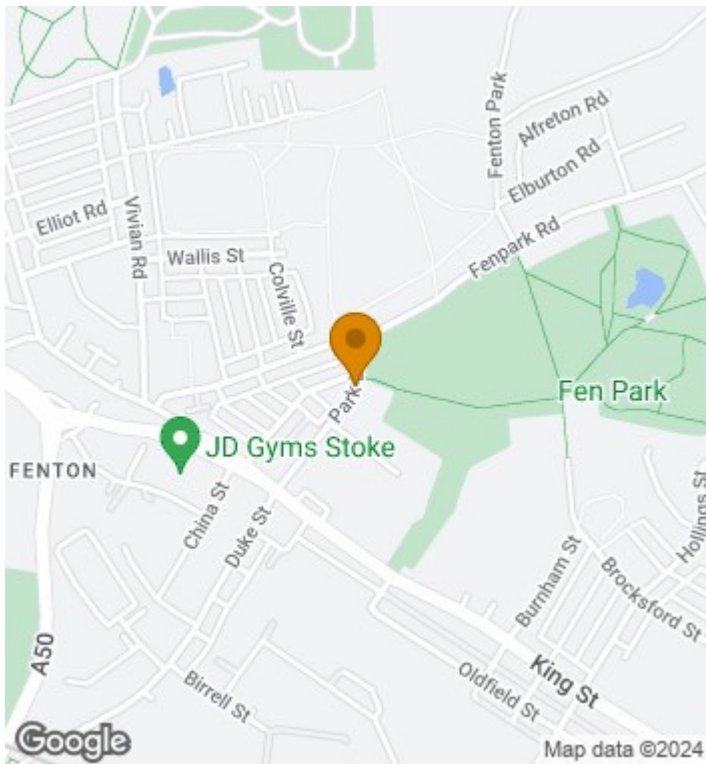 Fenton Park
Alfreton Rd
Elburton Rd
Elliot Rd
Vivian Rd
Wallis St
Colville St
Fenpark Rd
Park
Fen Park
JD Gyms Stoke
FENTON
China St
Duke St
Hollings St
Burnham St
Brocksford St
A50
King St
Oldfield St
Birrell St
Google
Map data ©2024